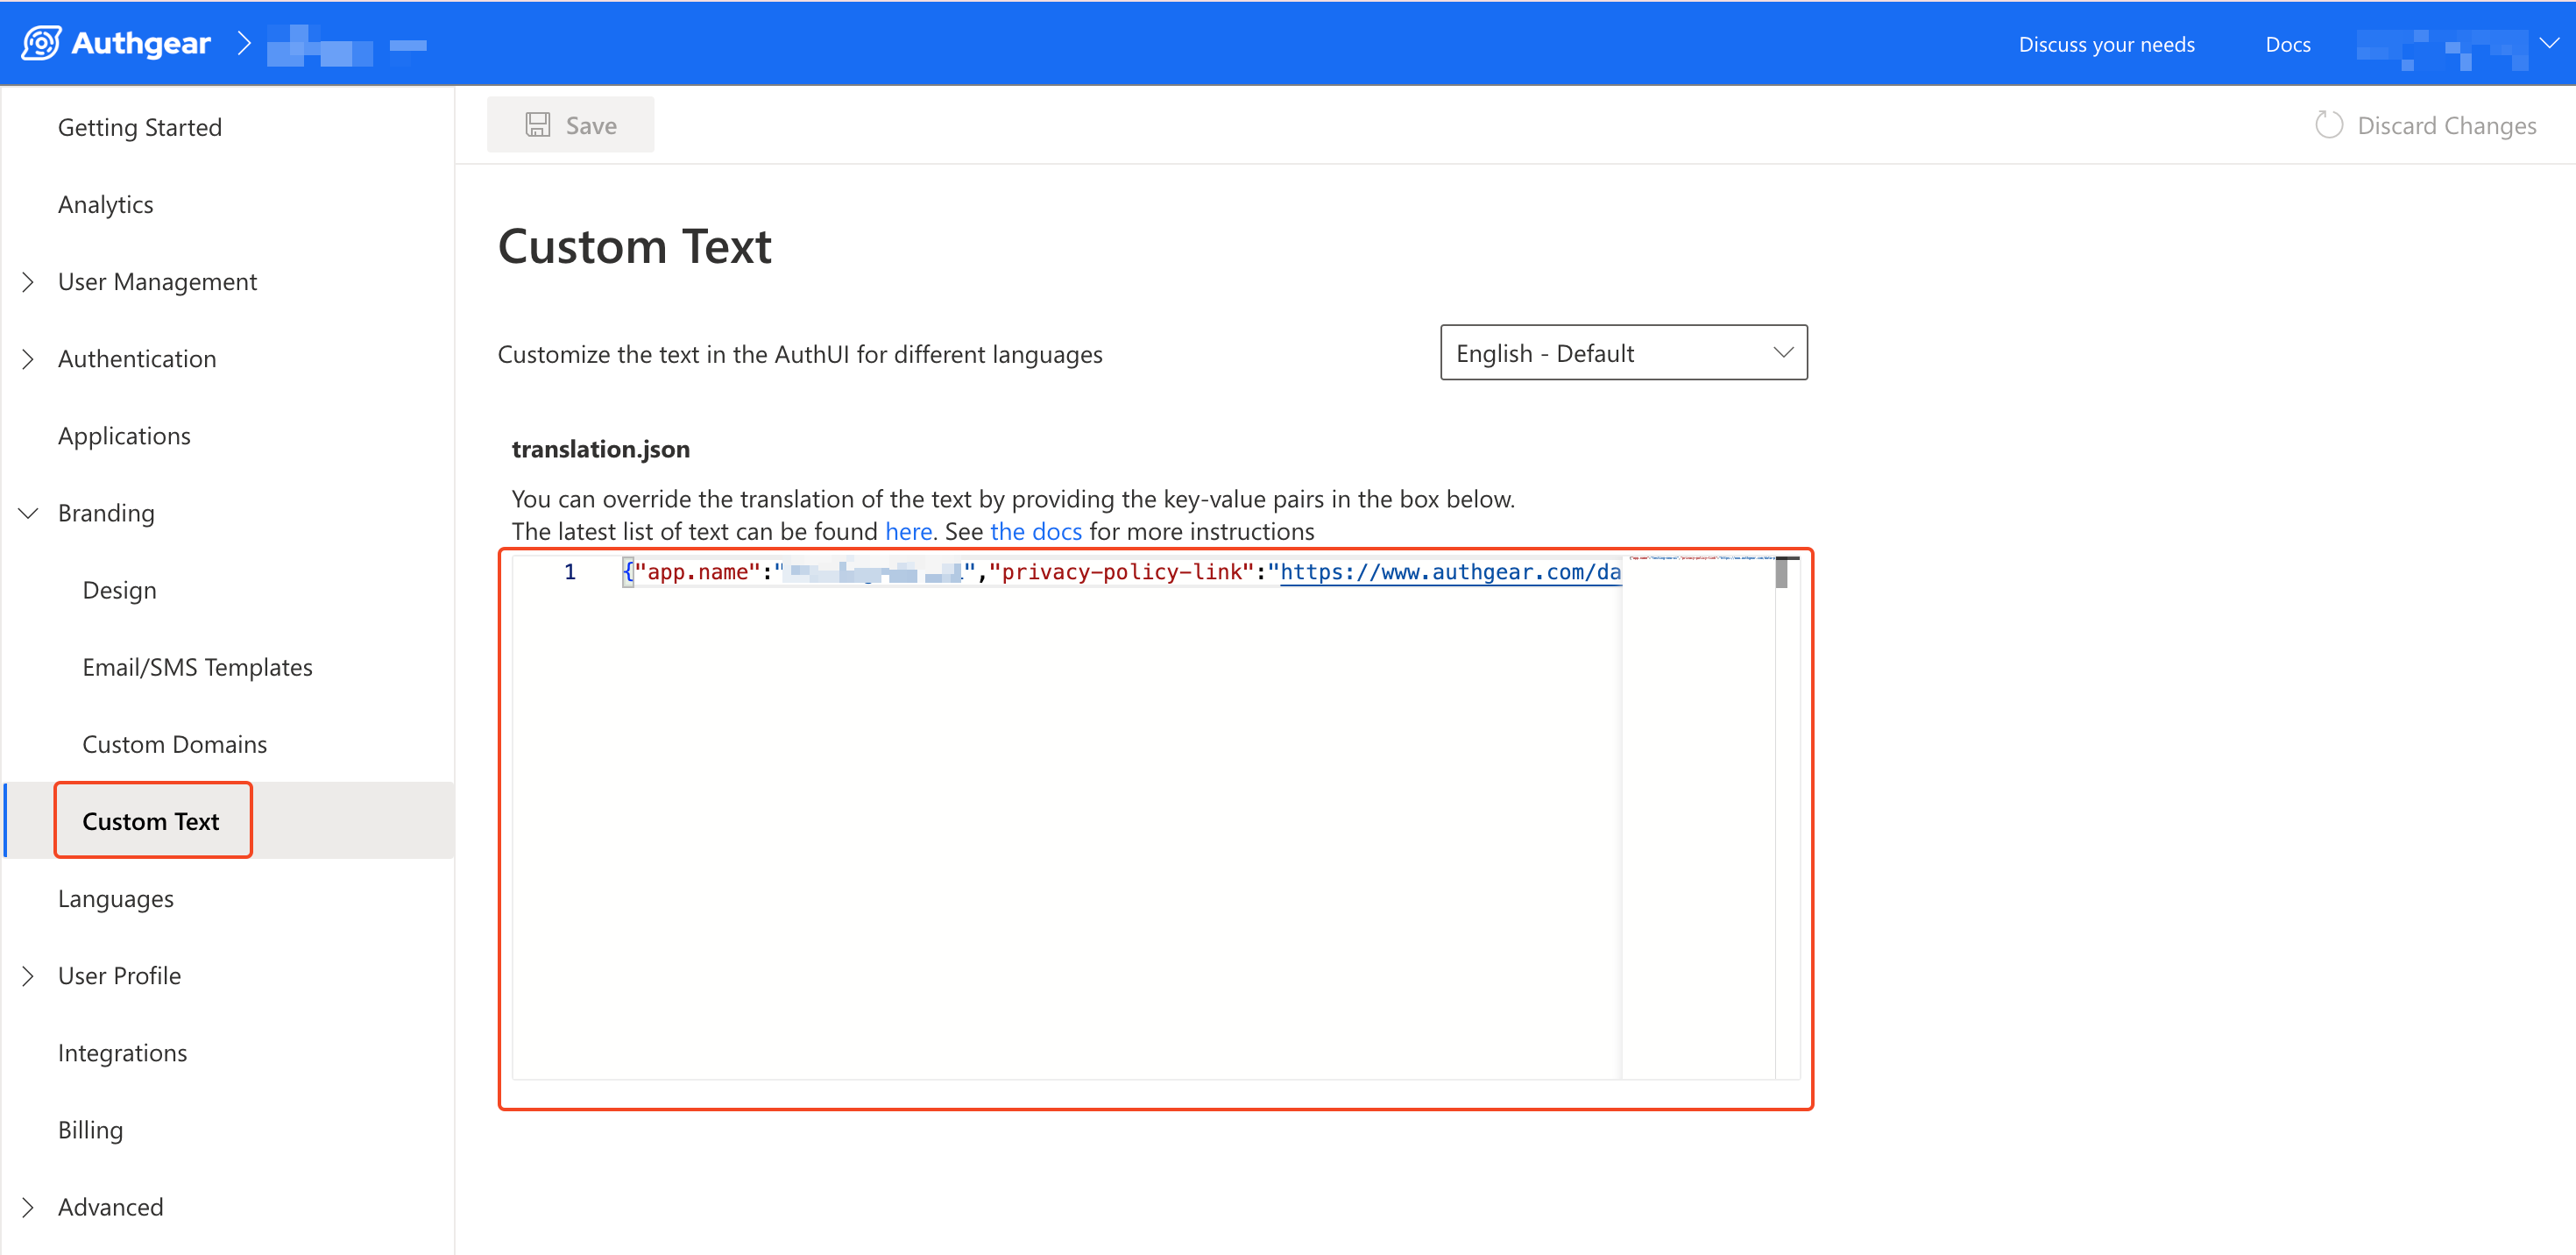 Authgear
Discuss your needs
Docs
Getting Started
Analytics
User Management
Authentication
Applications
Branding
Design
Email/SMS Templates
Custom Domains
Custom Text
Languages
User Profile
Integrations
Billing
Advanced
Save
Discard Changes
Custom Text
Customize the text in the AuthUI for different languages
English - Default
translation.json
You can override the translation of the text by providing the key-value pairs in the box below.
The latest list of text can be found here. See the docs for more instructions
1
{"app.name":" ","privacy-policy-link":"https://www.authgear.com/da